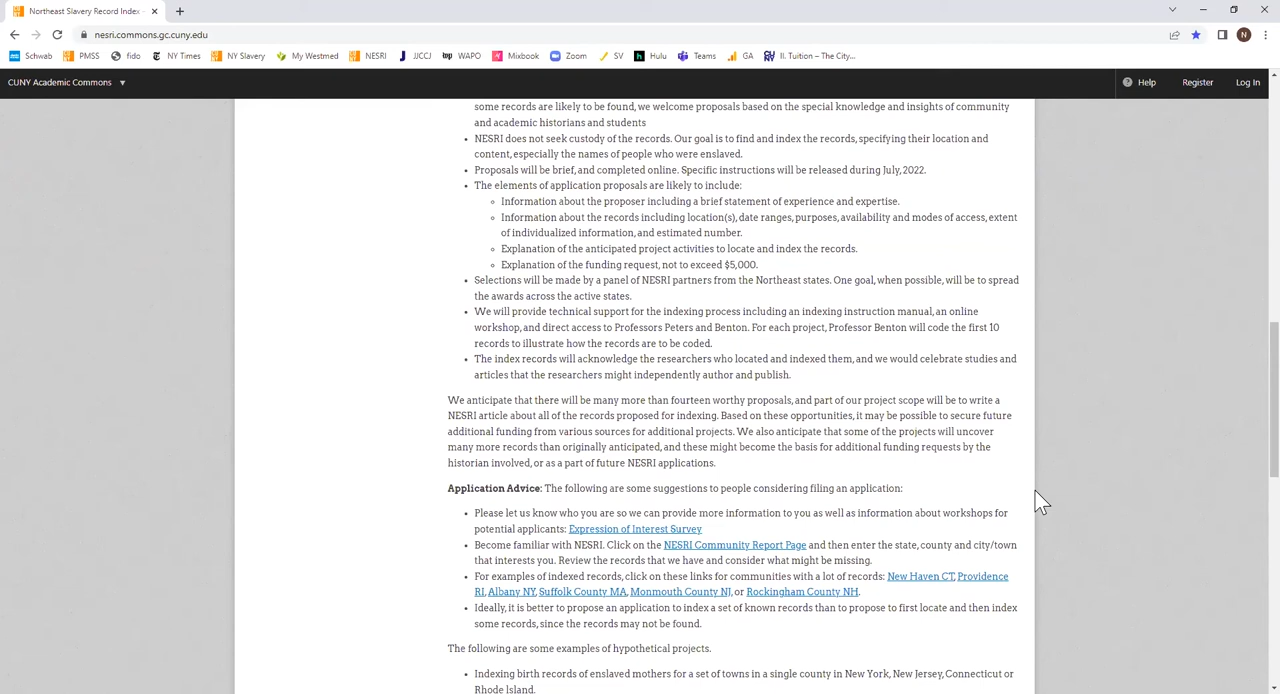 Northeast Slavery Record Index -
nesri.commons.gc.cuny.edu
N
Schwab PMSS fido NY Times NY Slavery My Westmed NESRI JJCCJ wp WAPO Mixbook Zoom SV h Hulu Teams GA II. Tuition – The City...
CUNY Academic Commons Help Register Log In
some records are likely to be found, we welcome proposals based on the special knowledge and insights of community
and academic historians and students
NESRI does not seek custody of the records. Our goal is to find and index the records, specifying their location and
content, especially the names of people who were enslaved.
Proposals will be brief, and completed online. Specific instructions will be released during July, 2022.
The elements of application proposals are likely to include:
Information about the proposer including a brief statement of experience and expertise.
Information about the records including location(s), date ranges, purposes, availability and modes of access, extent
of individualized information, and estimated number.
Explanation of the anticipated project activities to locate and index the records.
Explanation of the funding request, not to exceed $5,000.
Selections will be made by a panel of NESRI partners from the Northeast states. One goal, when possible, will be to spread
the awards across the active states.
We will provide technical support for the indexing process including an indexing instruction manual, an online
workshop, and direct access to Professors Peters and Benton. For each project, Professor Benton will code the first 10
records to illustrate how the records are to be coded.
The index records will acknowledge the researchers who located and indexed them, and we would celebrate studies and
articles that the researchers might independently author and publish.
We anticipate that there will be many more than fourteen worthy proposals, and part of our project scope will be to write a
NESRI article about all of the records proposed for indexing. Based on these opportunities, it may be possible to secure future
additional funding from various sources for additional projects. We also anticipate that some of the projects will uncover
many more records than originally anticipated, and these might become the basis for additional funding requests by the
historian involved, or as a part of future NESRI applications.
Application Advice: The following are some suggestions to people considering filing an application:
Please let us know who you are so we can provide more information to you as well as information about workshops for
potential applicants: Expression of Interest Survey
Become familiar with NESRI. Click on the NESRI Community Report Page and then enter the state, county and city/town
that interests you. Review the records that we have and consider what might be missing.
For examples of indexed records, click on these links for communities with a lot of records: New Haven CT, Providence
RI, Albany NY, Suffolk County MA, Monmouth County NJ, or Rockingham County NH.
Ideally, it is better to propose an application to index a set of known records than to propose to first locate and then index
some records, since the records may not be found.
The following are some examples of hypothetical projects.
Indexing birth records of enslaved mothers for a set of towns in a single county in New York, New Jersey, Connecticut or
Rhode Island.